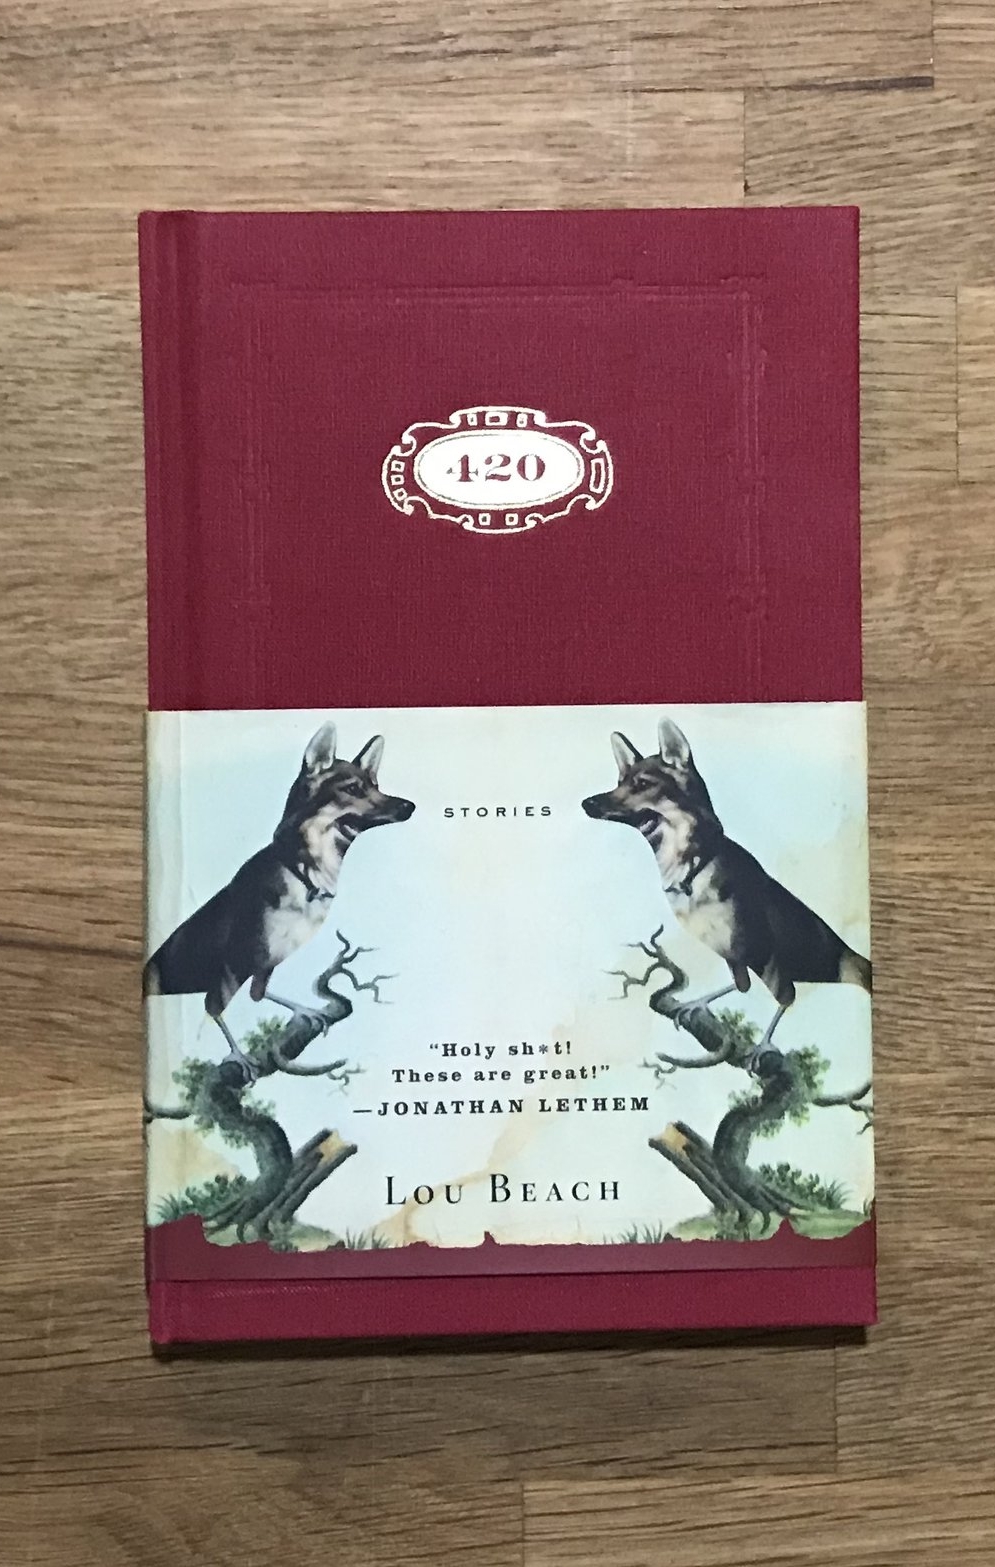 420
STORIES
“Holy sh*t!
These are great!”
—JONATHAN LETHEM
LOU BEACH